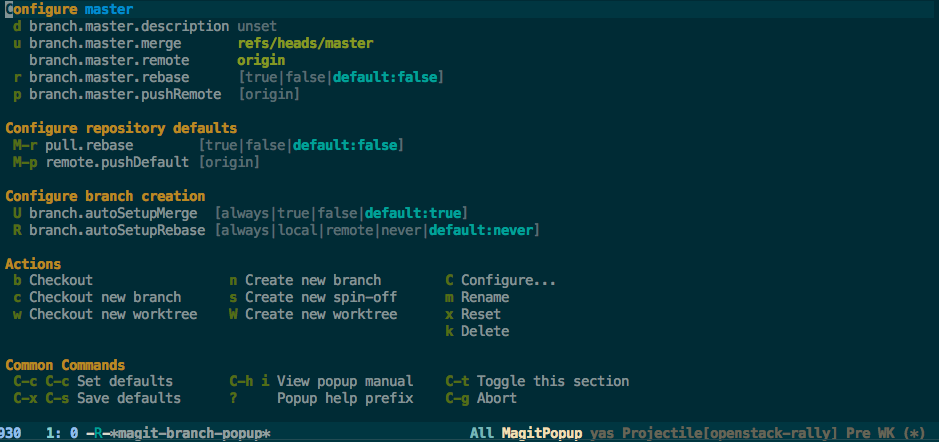 Configure master
d branch.master.description unset
u branch.master.merge refs/heads/master
branch.master.remote origin
r branch.master.rebase [true|false|default:false]
p branch.master.pushRemote [origin]
Configure repository defaults
M-r pull.rebase [true|false|default:false]
M-p remote.pushDefault [origin]
Configure branch creation
U branch.autoSetupMerge [always|true|false|default:true]
R branch.autoSetupRebase [always|local|remote|never|default:never]
Actions
b Checkout n Create new branch C Configure...
c Checkout new branch s Create new spin-off m Rename
w Checkout new worktree W Create new worktree x Reset
k Delete
Common Commands
C-c C-c Set defaults C-h i View popup manual C-t Toggle this section
C-x C-s Save defaults ? Popup help prefix C-g Abort
930 1: 0 -R-*magit-branch-popup* All MagitPopup yas Projectile[openstack-rally] Pre WK (*)